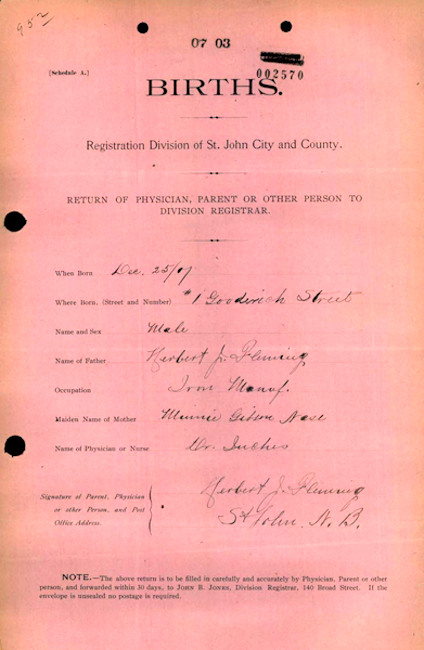 952
07 03
002570
[Schedule A.]
BIRTHS.
Registration Division of St. John City and County.
RETURN OF PHYSICIAN, PARENT OR OTHER PERSON TO
DIVISION REGISTRAR.
When Born Dec. 25/07
Where Born, (Street and Number) #1 Gooderich Street
Name and Sex Male
Name of Father Herbert J. Fleming
Occupation Iron Manuf.
Maiden Name of Mother Minnie Gibson Nase
Name of Physician or Nurse Dr. Inches
Signature of Parent, Physician Herbert J. Fleming
or other Person, and Post St John. N. B.
Office Address.
NOTE.—The above return is to be filled in carefully and accurately by Physician, Parent or other
person, and forwarded within 30 days, to JOHN B. JONES, Division Registrar, 140 Broad Street. If the
envelope is unsealed no postage is required.